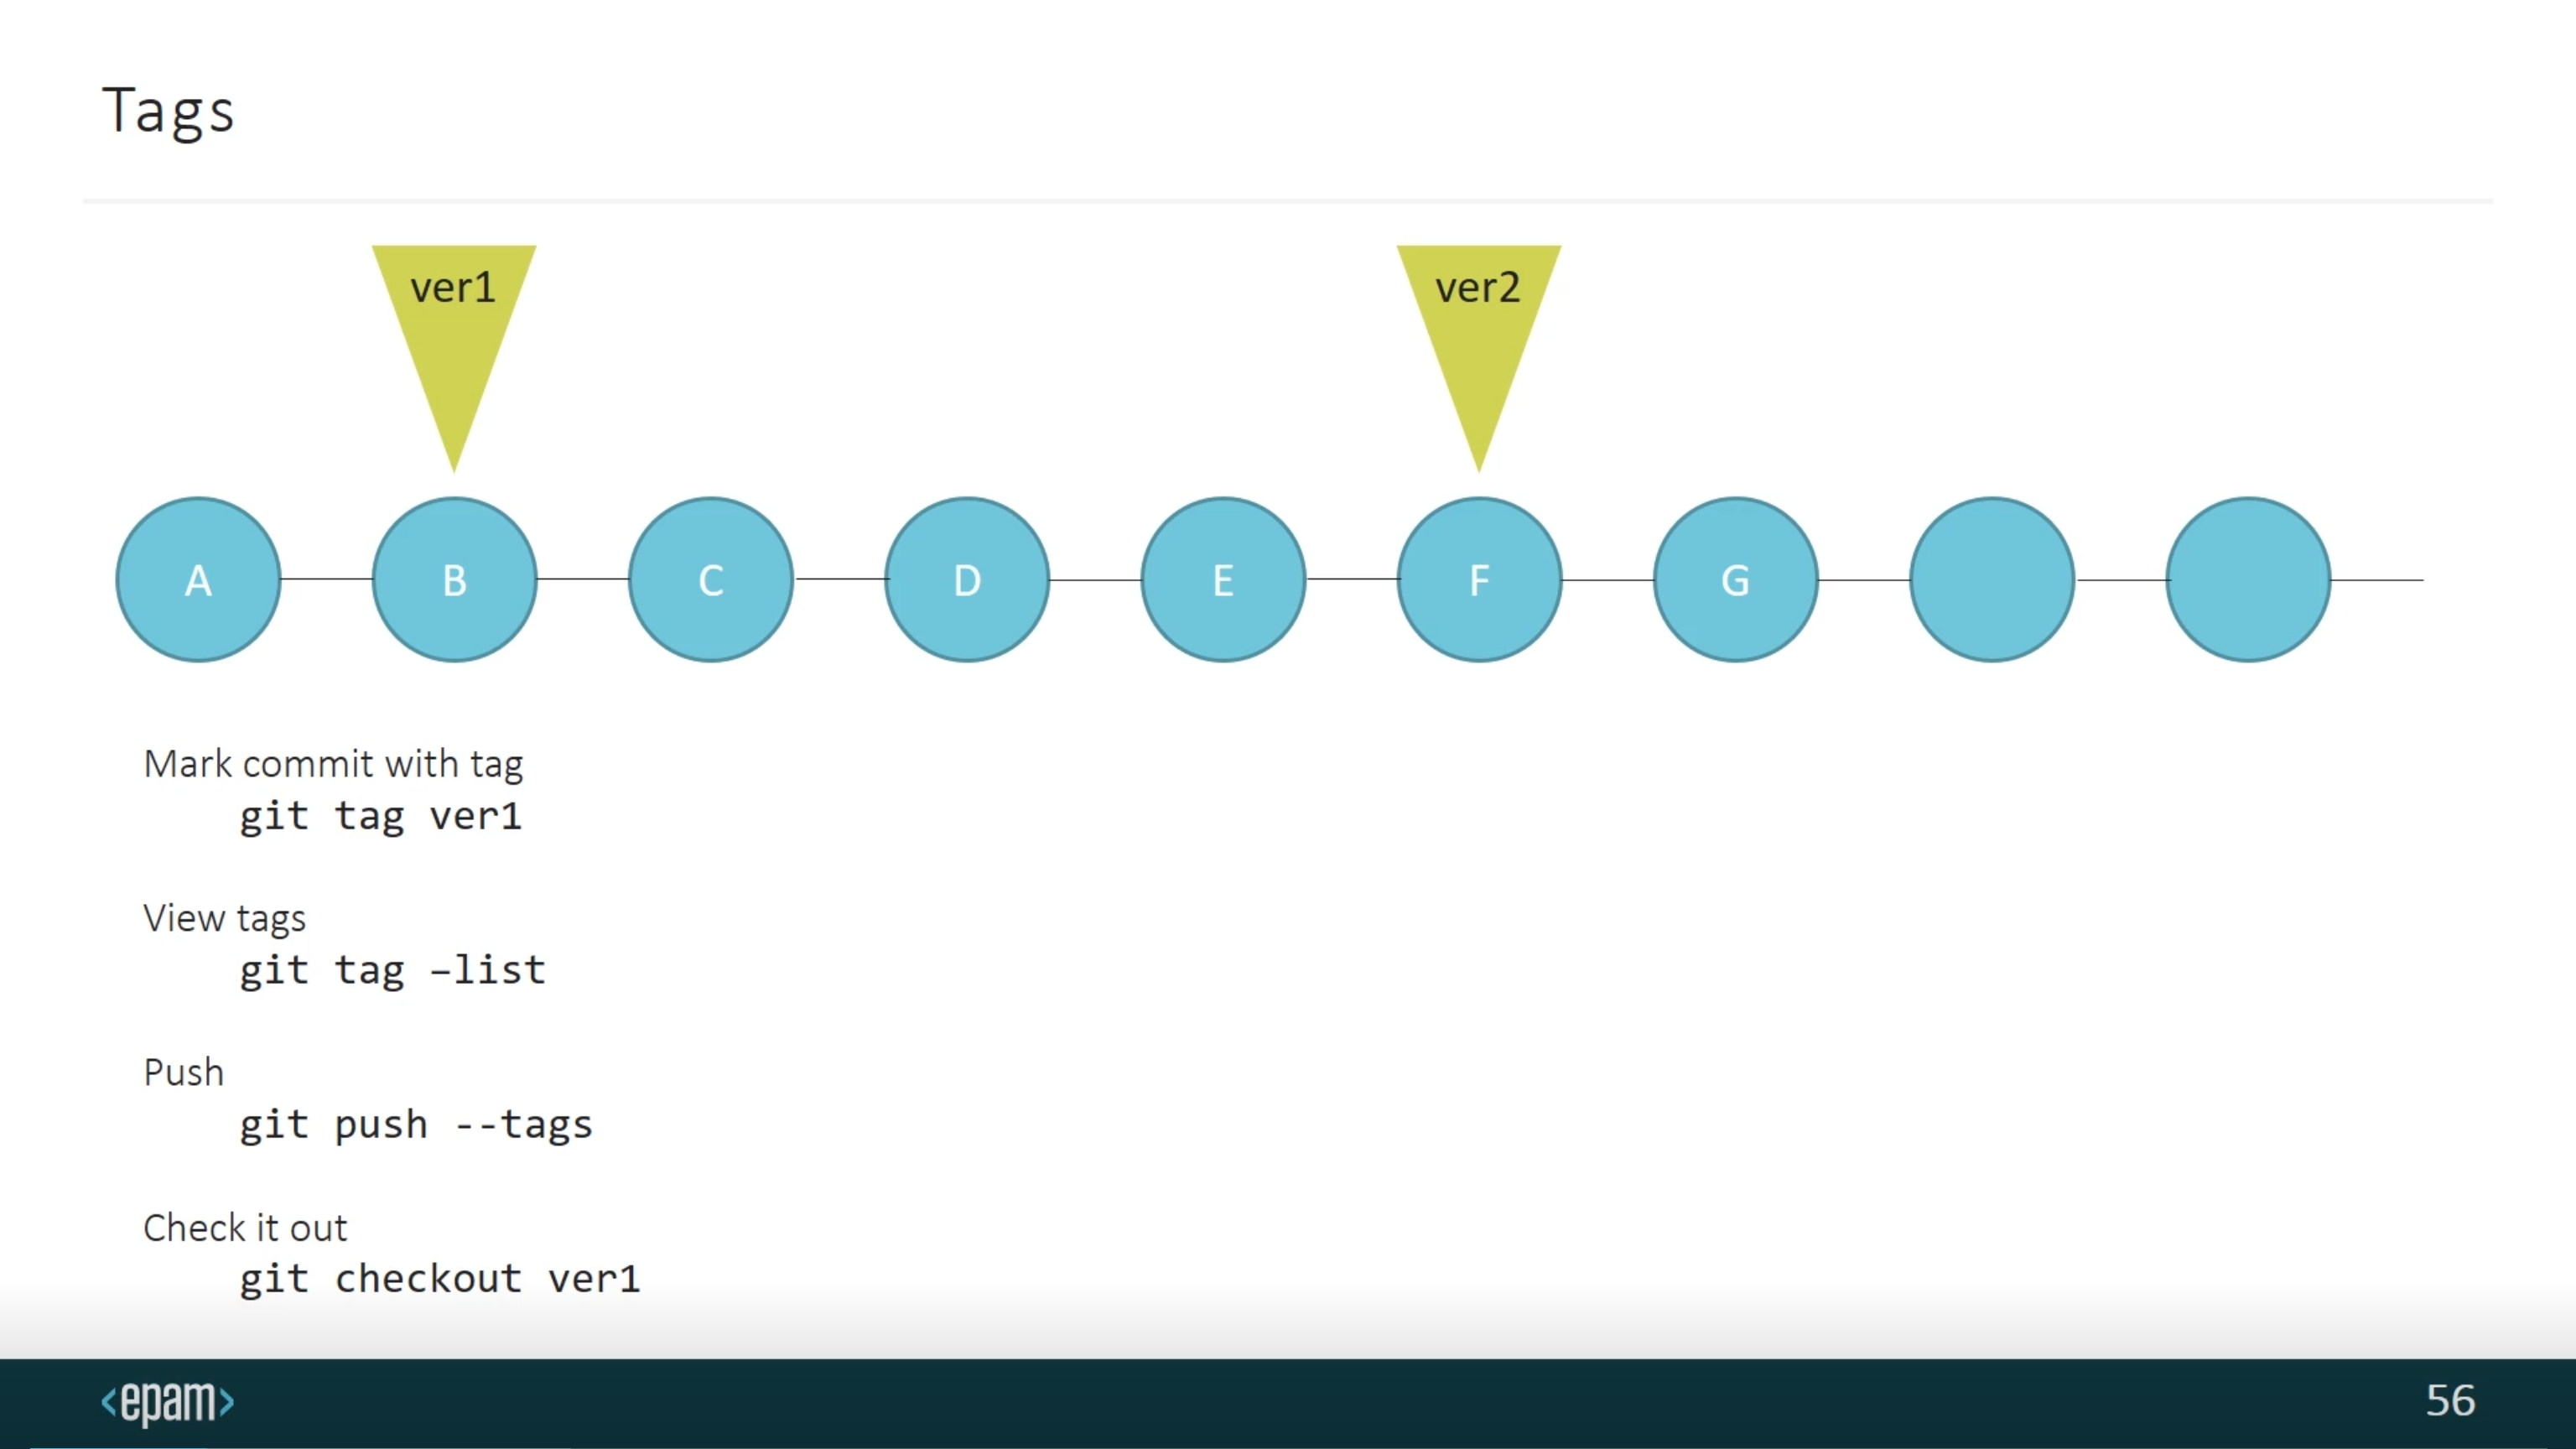 Tags
ver1
ver2
A
B
C
D
E
F
G
Mark commit with tag
git tag ver1
View tags
git tag –list
Push
git push --tags
Check it out
git checkout ver1
<epam>
56